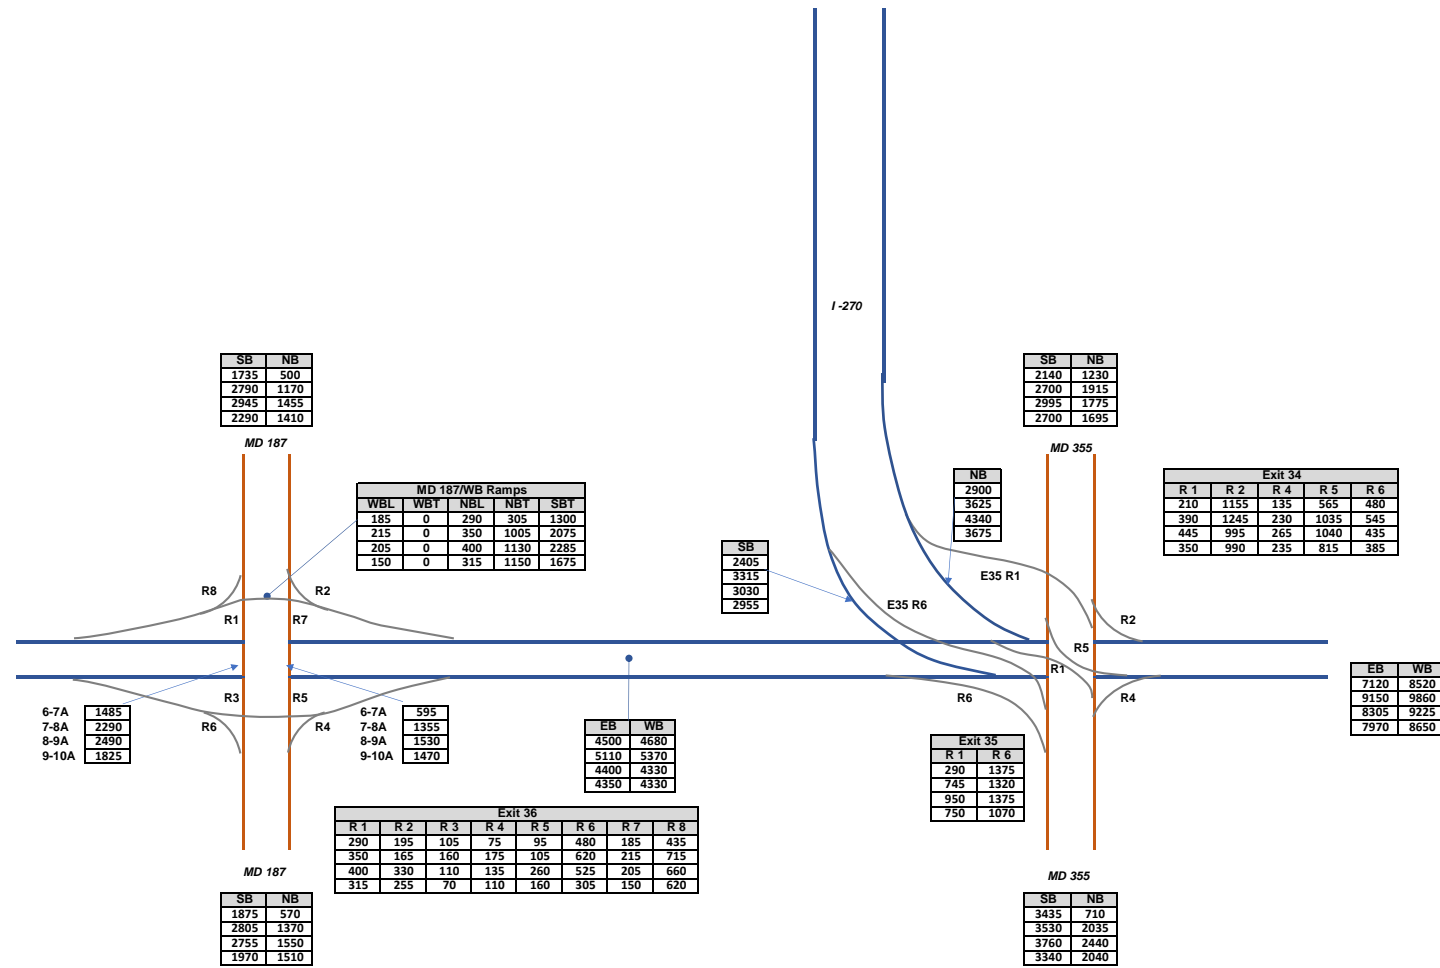 I -270
SB NB
1735 500
2790 1170
2945 1455
2290 1410
MD 187
SB NB
2140 1230
2700 1915
2995 1775
2700 1695
MD 355
MD 187/WB Ramps
WBL WBT NBL NBT SBT
185 0 290 305 1300
215 0 350 1005 2075
205 0 400 1130 2285
150 0 315 1150 1675
NB
2900
3625
4340
3675
Exit 34
R 1 R 2 R 4 R 5 R 6
210 1155 135 565 480
390 1245 230 1035 545
445 995 265 1040 435
350 990 235 815 385
SB
2405
3315
3030
2955
R8
R2
R1
R7
E35 R1
E35 R6
R2
R5
R1
R4
R6
R3
R5
R6
R4
6-7A 1485
7-8A 2290
8-9A 2490
9-10A 1825
6-7A 595
7-8A 1355
8-9A 1530
9-10A 1470
EB WB
4500 4680
5110 5370
4400 4330
4350 4330
EB WB
7120 8520
9150 9860
8305 9225
7970 8650
Exit 35
R 1 R 6
290 1375
745 1320
950 1375
750 1070
Exit 36
R 1 R 2 R 3 R 4 R 5 R 6 R 7 R 8
290 195 105 75 95 480 185 435
350 165 160 175 105 620 215 715
400 330 110 135 260 525 205 660
315 255 70 110 160 305 150 620
MD 187
SB NB
1875 570
2805 1370
2755 1550
1970 1510
MD 355
SB NB
3435 710
3530 2035
3760 2440
3340 2040